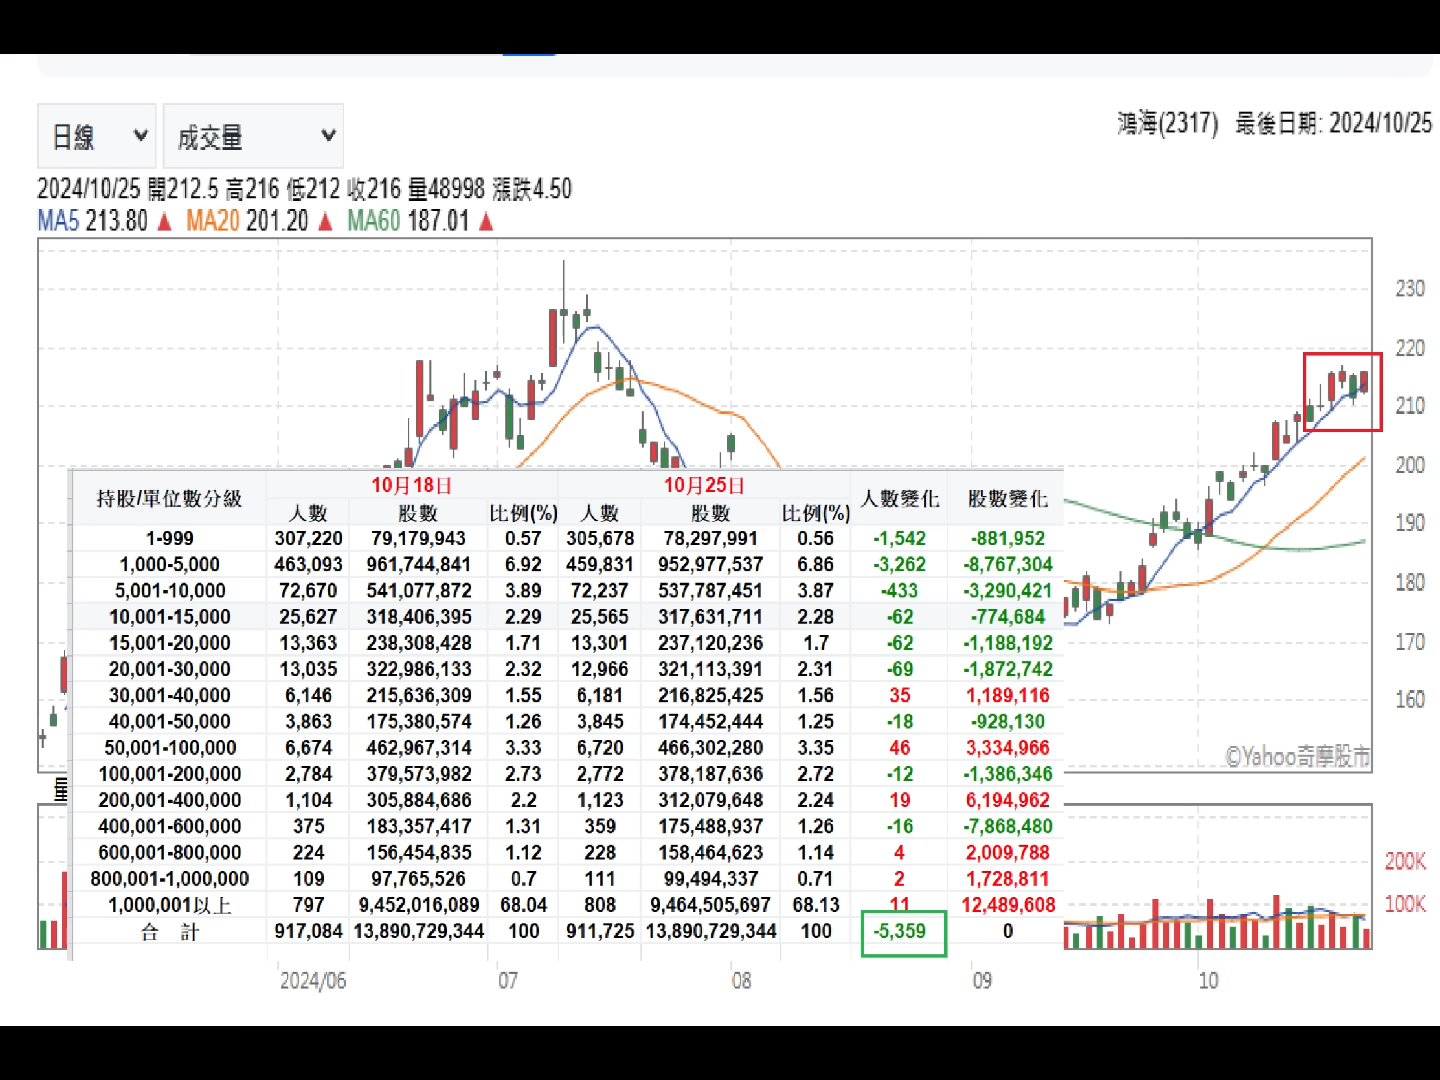 日線 成交量
鴻海(2317) 最後日期: 2024/10/25
2024/10/25 開212.5 高216 低212 收216 量48998 漲跌4.50
MA5 213.80 ▲ MA20 201.20 ▲ MA60 187.01 ▲
230
220
210
200
190
180
170
160
持股/單位數分級 10月18日 10月25日 人數變化 股數變化
人數 股數 比例(%) 人數 股數 比例(%)
1-999 307,220 79,179,943 0.57 305,678 78,297,991 0.56 -1,542 -881,952
1,000-5,000 463,093 961,744,841 6.92 459,831 952,977,537 6.86 -3,262 -8,767,304
5,001-10,000 72,670 541,077,872 3.89 72,237 537,787,451 3.87 -433 -3,290,421
10,001-15,000 25,627 318,406,395 2.29 25,565 317,631,711 2.28 -62 -774,684
15,001-20,000 13,363 238,308,428 1.71 13,301 237,120,236 1.7 -62 -1,188,192
20,001-30,000 13,035 322,986,133 2.32 12,966 321,113,391 2.31 -69 -1,872,742
30,001-40,000 6,146 215,636,309 1.55 6,181 216,825,425 1.56 35 1,189,116
40,001-50,000 3,863 175,380,574 1.26 3,845 174,452,444 1.25 -18 -928,130
50,001-100,000 6,674 462,967,314 3.33 6,720 466,302,280 3.35 46 3,334,966
100,001-200,000 2,784 379,573,982 2.73 2,772 378,187,636 2.72 -12 -1,386,346
200,001-400,000 1,104 305,884,686 2.2 1,123 312,079,648 2.24 19 6,194,962
400,001-600,000 375 183,357,417 1.31 359 175,488,937 1.26 -16 -7,868,480
600,001-800,000 224 156,454,835 1.12 228 158,464,623 1.14 4 2,009,788
800,001-1,000,000 109 97,765,526 0.7 111 99,494,337 0.71 2 1,728,811
1,000,001以上 797 9,452,016,089 68.04 808 9,464,505,697 68.13 11 12,489,608
合 計 917,084 13,890,729,344 100 911,725 13,890,729,344 100 -5,359 0
©Yahoo奇摩股市
量
200K
100K
2024/06 07 08 09 10